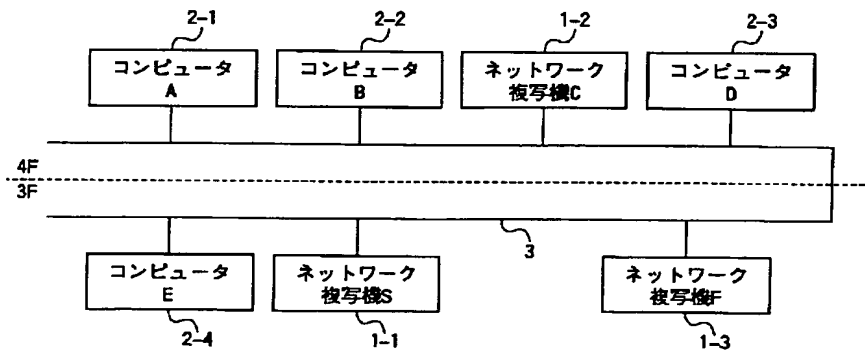 2-1
2-2
1-2
2-3
コンピュータ
A
コンピュータ
B
ネットワーク
複写機C
コンピュータ
D
4F
3F
3
コンピュータ
E
ネットワーク
複写機S
ネットワーク
複写機F
2-4
1-1
1-3